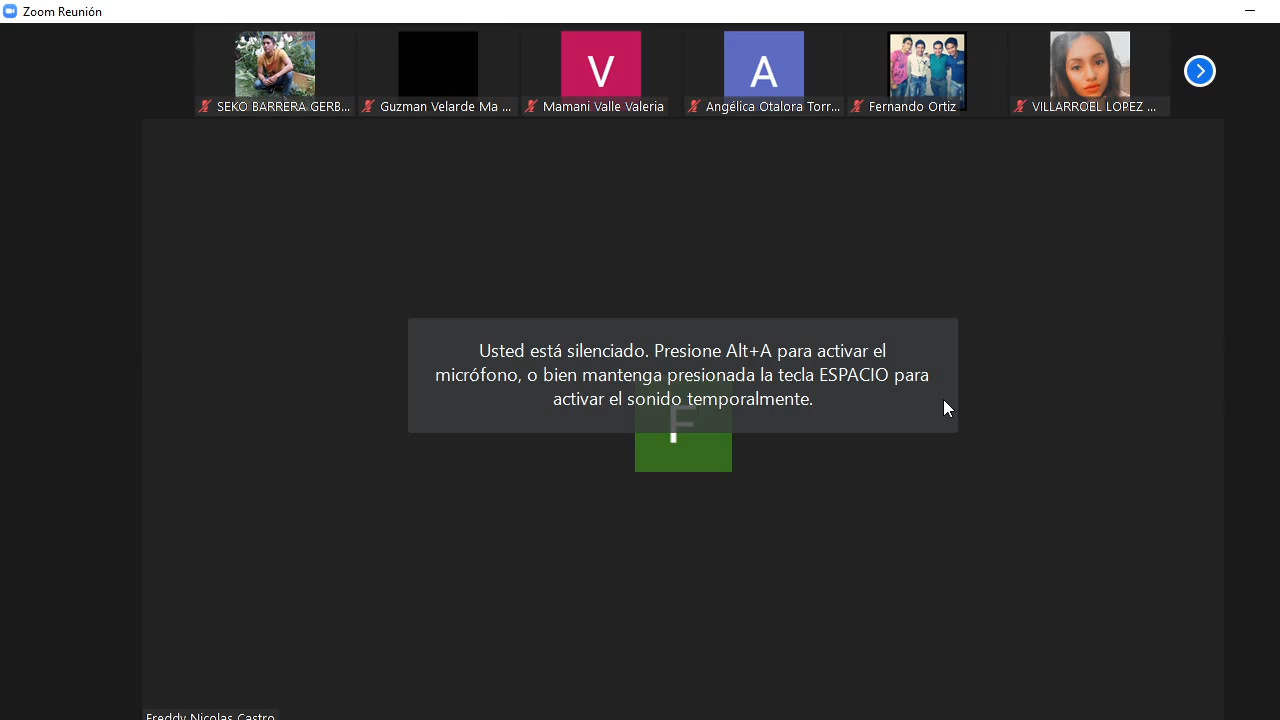 Zoom Reunión
V
A
SEKO BARRERA GERB...
Guzman Velarde Ma ...
Mamani Valle Valeria
Angélica Otalora Torr...
Fernando Ortiz
VILLARROEL LOPEZ ...
Usted está silenciado. Presione Alt+A para activar el
micrófono, o bien mantenga presionada la tecla ESPACIO para
activar el sonido temporalmente.
F
Freddy Nicolas Castro